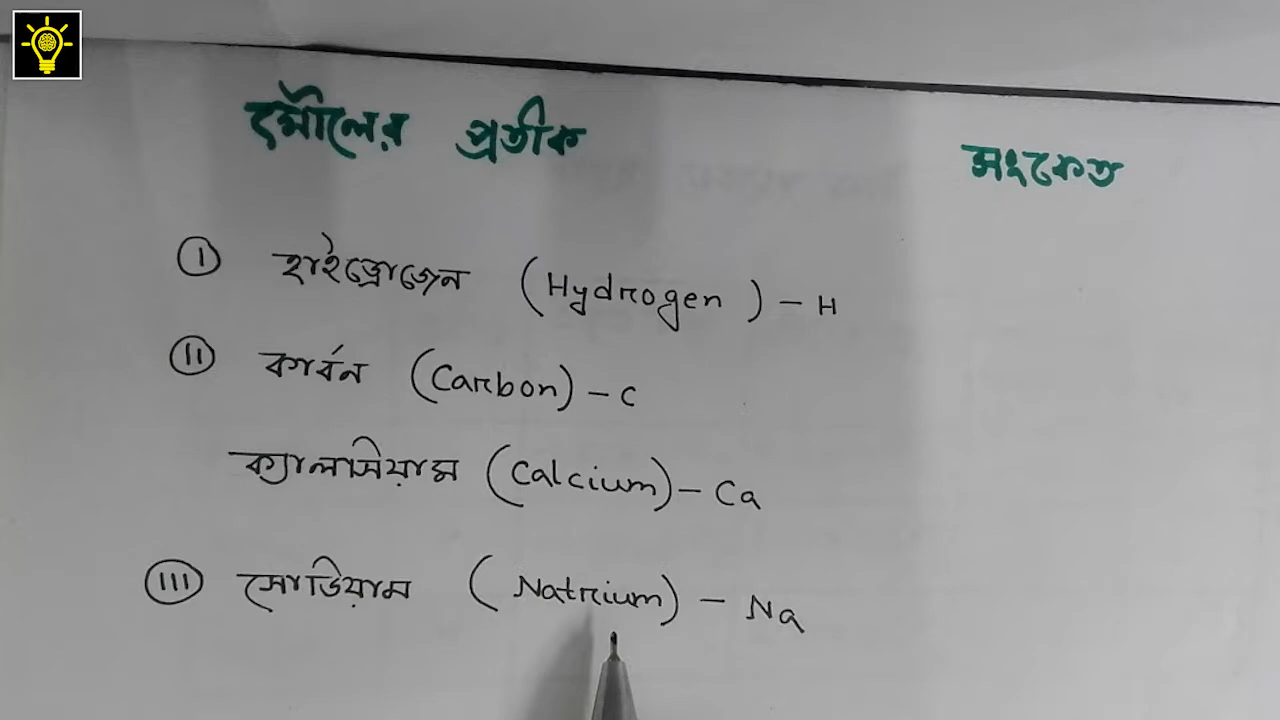 মৌলের প্রতীক
সংকেত
(i) হাইড্রোজেন (Hydrogen) - H
(ii) কার্বন (Carbon) - C
ক্যালসিয়াম (Calcium) - Ca
(iii) সোডিয়াম (Natrium) - Na